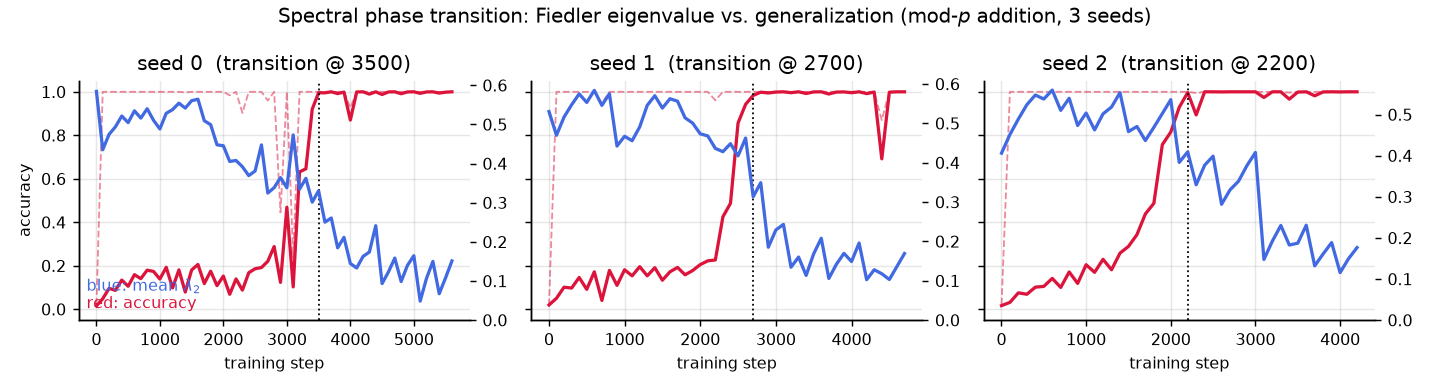 Spectral phase transition: Fiedler eigenvalue vs. generalization (mod-p addition, 3 seeds)
seed 0 (transition @ 3500)
accuracy
1.0
0.8
0.6
0.4
0.2
0.0
0.6
0.5
0.4
0.3
0.2
0.1
0.0
blue: mean λ₂
red: accuracy
0 1000 2000 3000 4000 5000
training step
seed 1 (transition @ 2700)
0.6
0.5
0.4
0.3
0.2
0.1
0.0
0 1000 2000 3000 4000
training step
seed 2 (transition @ 2200)
0.5
0.4
0.3
0.2
0.1
0.0
0 1000 2000 3000 4000
training step